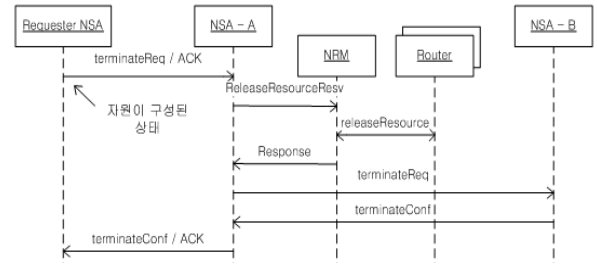 Requester NSA
NSA - A
NSA - B
NRM
Router
terminateReq / ACK
ReleaseResourceResv
자원이 구성된
상태
releaseResource
Response
terminateReq
terminateConf
terminateConf / ACK